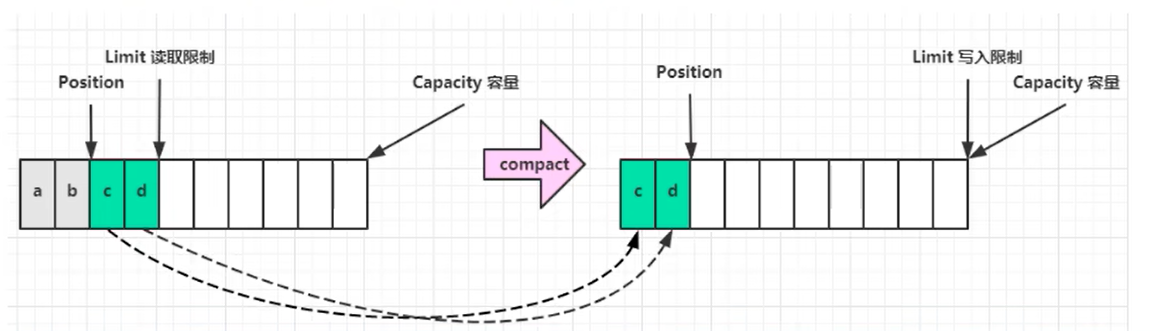 Limit 读取限制
Position
Capacity 容量
a b c d
compact
Limit 写入限制
Position
Capacity 容量
c d